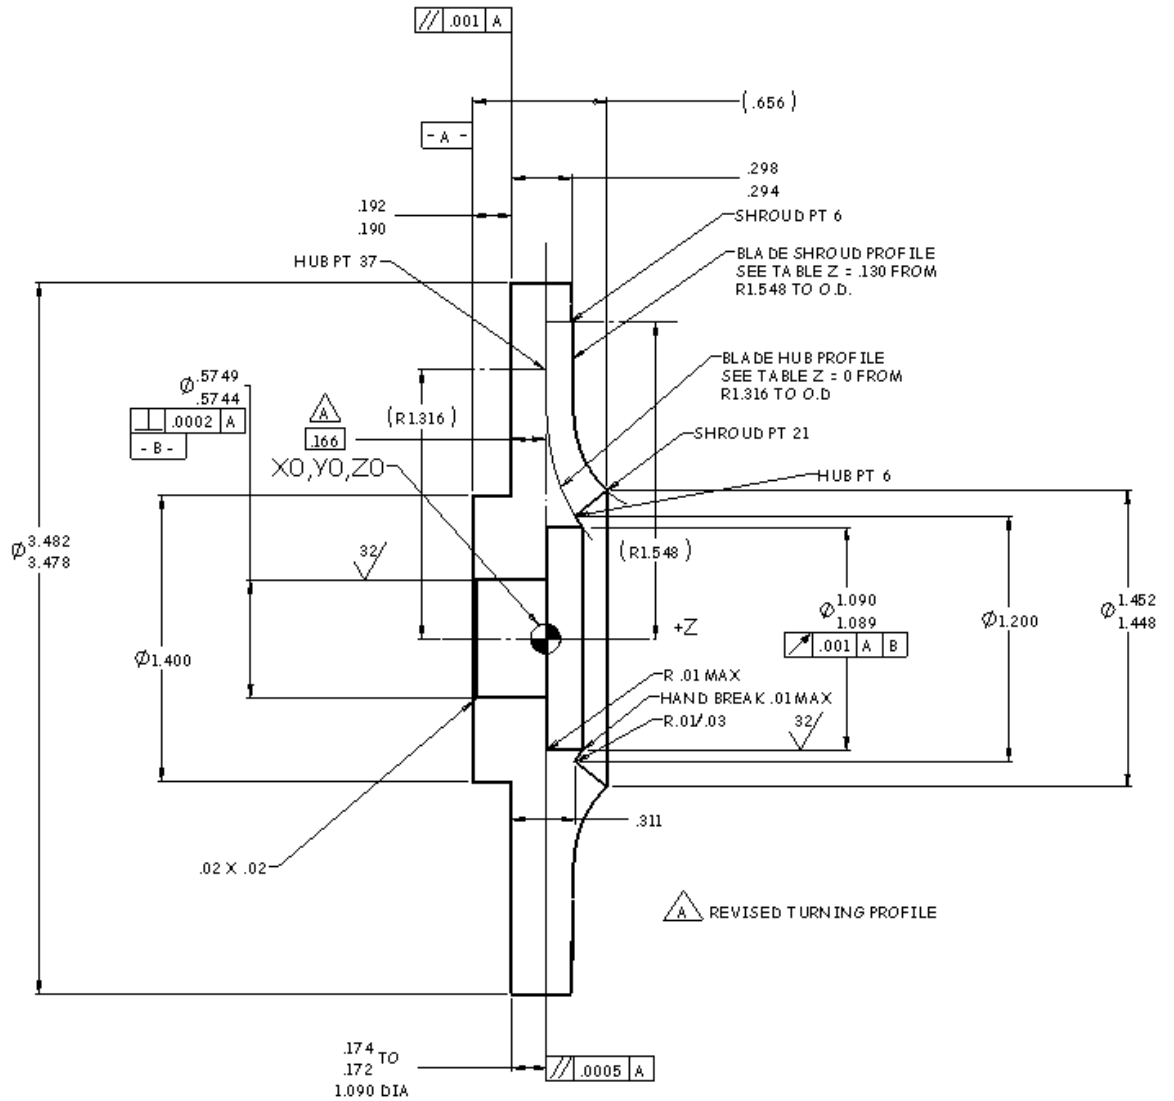 // .001 A
(.656)
- A -
.298
.294
.192
.190
SHROUD PT 6
HUB PT 37
BLADE SHROUD PROFILE
SEE TABLE Z = .130 FROM
R1.548 TO O.D.
BLADE HUB PROFILE
SEE TABLE Z = 0 FROM
R1.316 TO O.D
Ø.5749
.5744
⊥ .0002 A
- B -
A
.166
(R1.316)
X0,Y0,Z0
SHROUD PT 21
HUB PT 6
Ø3.482
3.478
32
(R1.548)
Ø1.090
1.089
↗ .001 A B
Ø1.200
Ø1.452
1.448
+Z
Ø1.400
R .01 MAX
HAND BREAK .01 MAX
R.01/.03
32
.311
.02 X .02
A REVISED TURNING PROFILE
.174 TO
.172
1.090 DIA
// .0005 A